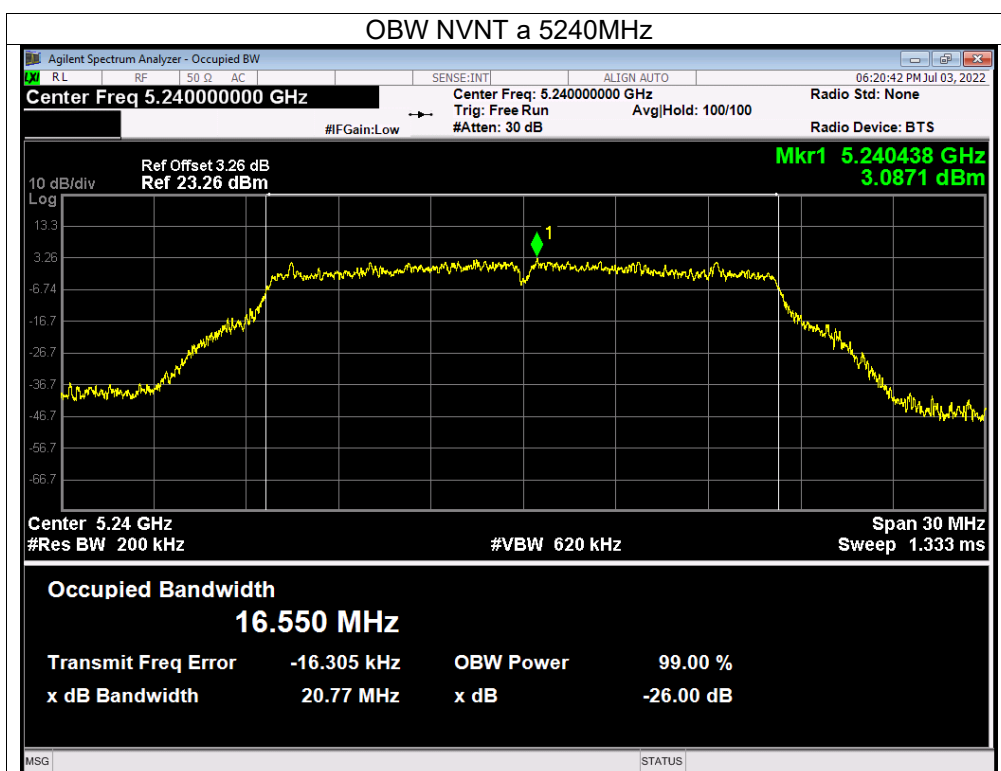 OBW NVNT a 5240MHz
Agilent Spectrum Analyzer - Occupied BW
LXI RL RF 50 Ω AC SENSE:INT ALIGN AUTO 06:20:42 PM Jul 03, 2022
Center Freq 5.240000000 GHz Center Freq: 5.240000000 GHz Radio Std: None
Trig: Free Run Avg|Hold: 100/100
#IFGain:Low #Atten: 30 dB Radio Device: BTS
Mkr1 5.240438 GHz
3.0871 dBm
Ref Offset 3.26 dB
10 dB/div Ref 23.26 dBm
Log
13.3
1
3.26
-6.74
-16.7
-26.7
-36.7
-46.7
-56.7
-66.7
Center 5.24 GHz Span 30 MHz
#Res BW 200 kHz #VBW 620 kHz Sweep 1.333 ms
Occupied Bandwidth
16.550 MHz
Transmit Freq Error -16.305 kHz OBW Power 99.00 %
x dB Bandwidth 20.77 MHz x dB -26.00 dB
MSG STATUS